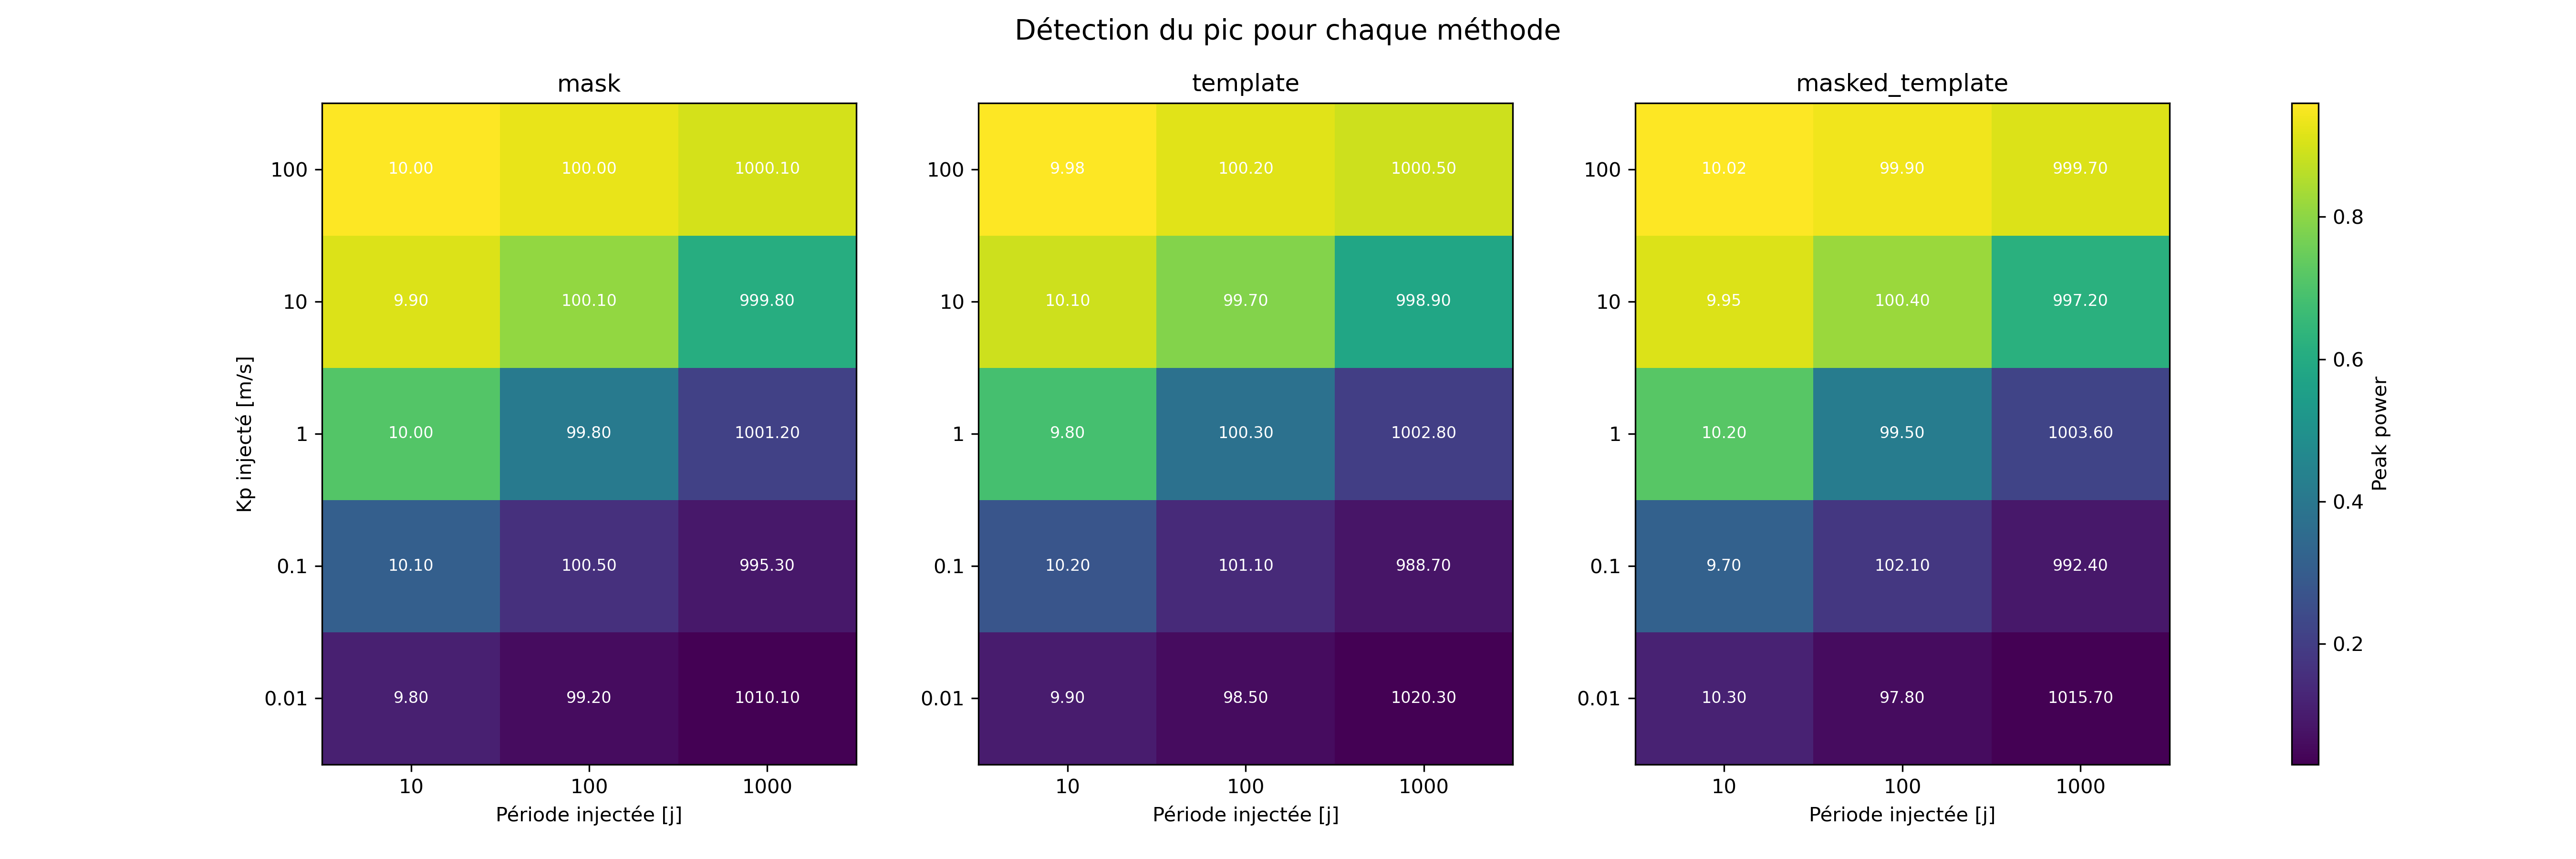 Détection du pic pour chaque méthode
mask
template
masked_template
Kp injecté [m/s]
100
10.00 100.00 1000.10
10
9.90 100.10 999.80
1
10.00 99.80 1001.20
0.1
10.10 100.50 995.30
0.01
9.80 99.20 1010.10
10 100 1000
Période injectée [j]
100
9.98 100.20 1000.50
10
10.10 99.70 998.90
1
9.80 100.30 1002.80
0.1
10.20 101.10 988.70
0.01
9.90 98.50 1020.30
10 100 1000
Période injectée [j]
100
10.02 99.90 999.70
10
9.95 100.40 997.20
1
10.20 99.50 1003.60
0.1
9.70 102.10 992.40
0.01
10.30 97.80 1015.70
10 100 1000
Période injectée [j]
0.8
0.6
0.4
0.2
Peak power